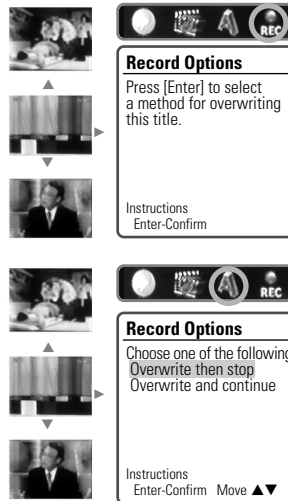 REC
Record Options
Press [Enter] to select
a method for overwriting
this title.
Instructions
Enter-Confirm
REC
Record Options
Choose one of the following
Overwrite then stop
Overwrite and continue
Instructions
Enter-Confirm Move ▲▼